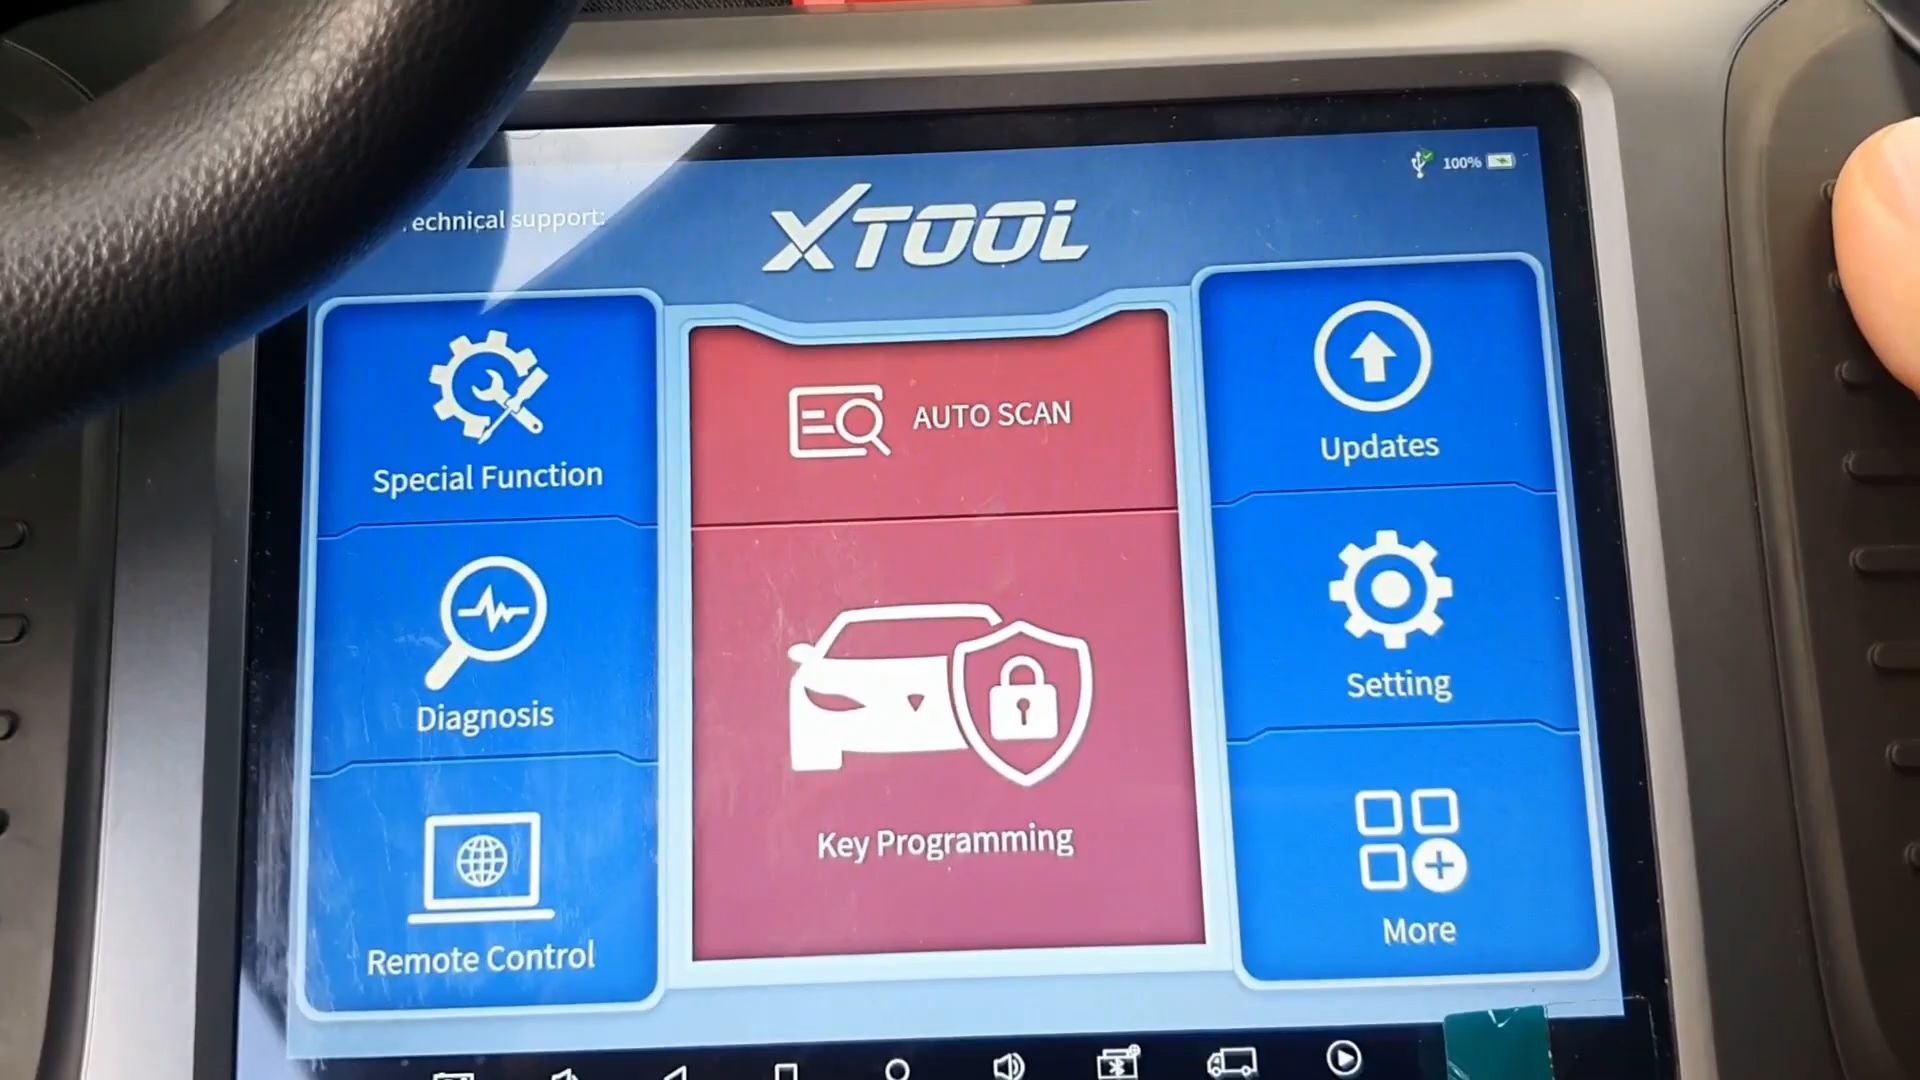 echnical support:
XTOOL
100%
Special Function
AUTO SCAN
Updates
Diagnosis
Key Programming
Setting
Remote Control
More